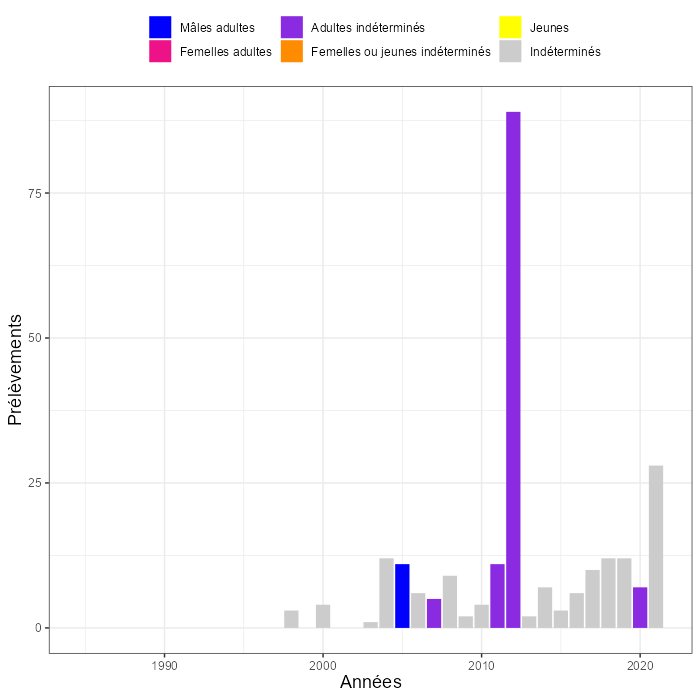 Mâles adultes Adultes indéterminés Jeunes
Femelles adultes Femelles ou jeunes indéterminés Indéterminés
Prélèvements
75
50
25
0
1990 2000 2010 2020
Années